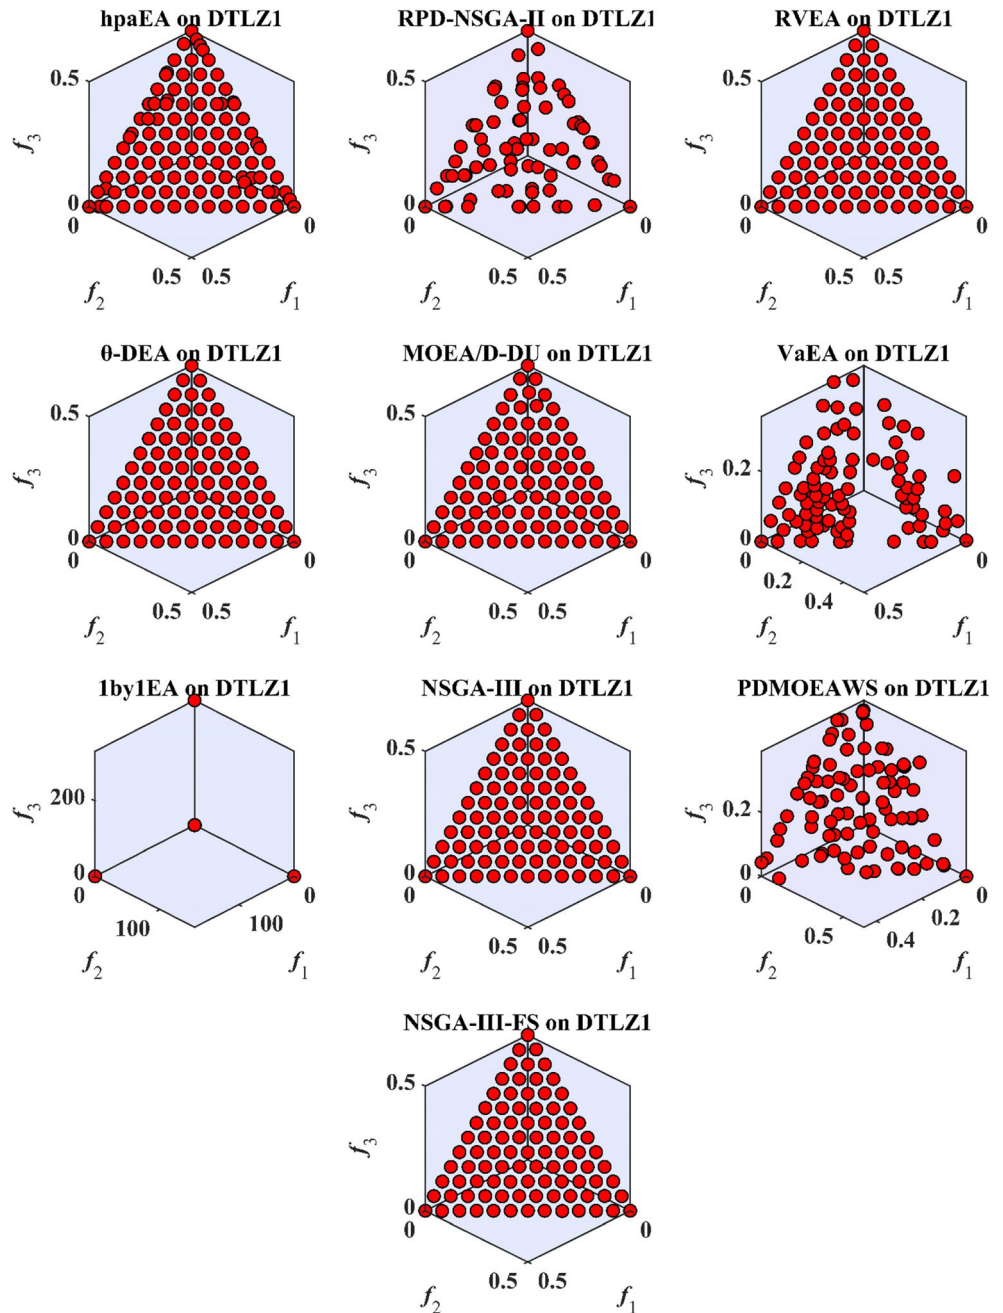 hpaEA on DTLZ1
0.5
f3
0
0
0
0.5
0.5
f2
f1
RPD-NSGA-II on DTLZ1
0.5
f3
0
0
0
0.5
0.5
f2
f1
RVEA on DTLZ1
0.5
f3
0
0
0
0.5
0.5
f2
f1
θ-DEA on DTLZ1
0.5
f3
0
0
0
0.5
0.5
f2
f1
MOEA/D-DU on DTLZ1
0.5
f3
0
0
0
0.5
0.5
f2
f1
VaEA on DTLZ1
0.2
f3
0
0
0
0.2
0.4
0.5
f2
f1
1by1EA on DTLZ1
200
f3
0
0
0
100
100
f2
f1
NSGA-III on DTLZ1
0.5
f3
0
0
0
0.5
0.5
f2
f1
PDMOEAWS on DTLZ1
0.2
f3
0
0
0
0.2
0.5
0.4
f2
f1
NSGA-III-FS on DTLZ1
0.5
f3
0
0
0
0.5
0.5
f2
f1